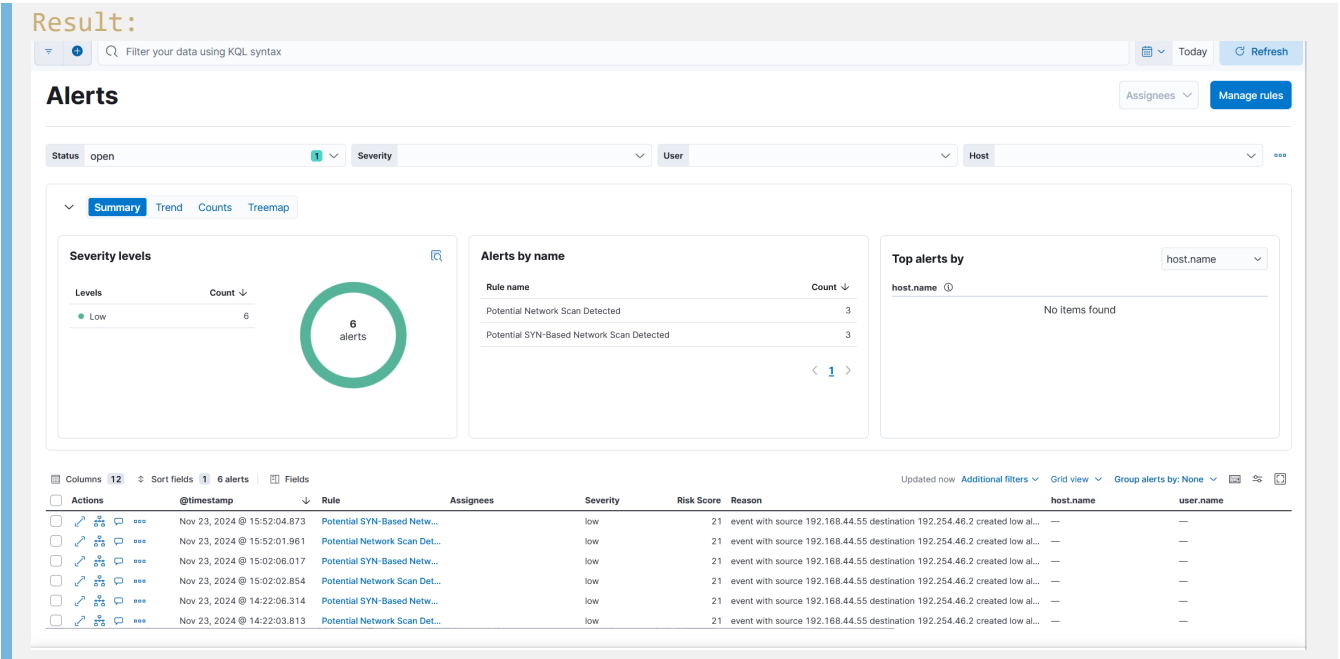 Result:
Filter your data using KQL syntax
Today
Refresh
Alerts
Assignees
Manage rules
Status open 1
Severity
User
Host
Summary Trend Counts Treemap
Severity levels
Levels Count
Low 6
6
alerts
Alerts by name
Rule name Count
Potential Network Scan Detected 3
Potential SYN-Based Network Scan Detected 3
1
Top alerts by host.name
host.name
No items found
Columns 12 Sort fields 1 6 alerts Fields
Updated now Additional filters Grid view Group alerts by: None
Actions @timestamp Rule Assignees Severity Risk Score Reason host.name user.name
Nov 23, 2024 @ 15:52:04.873 Potential SYN-Based Netw... low 21 event with source 192.168.44.55 destination 192.254.46.2 created low al... — —
Nov 23, 2024 @ 15:52:01.961 Potential Network Scan Det... low 21 event with source 192.168.44.55 destination 192.254.46.2 created low al... — —
Nov 23, 2024 @ 15:02:06.017 Potential SYN-Based Netw... low 21 event with source 192.168.44.55 destination 192.254.46.2 created low al... — —
Nov 23, 2024 @ 15:02:02.854 Potential Network Scan Det... low 21 event with source 192.168.44.55 destination 192.254.46.2 created low al... — —
Nov 23, 2024 @ 14:22:06.314 Potential SYN-Based Netw... low 21 event with source 192.168.44.55 destination 192.254.46.2 created low al... — —
Nov 23, 2024 @ 14:22:03.813 Potential Network Scan Det... low 21 event with source 192.168.44.55 destination 192.254.46.2 created low al... — —